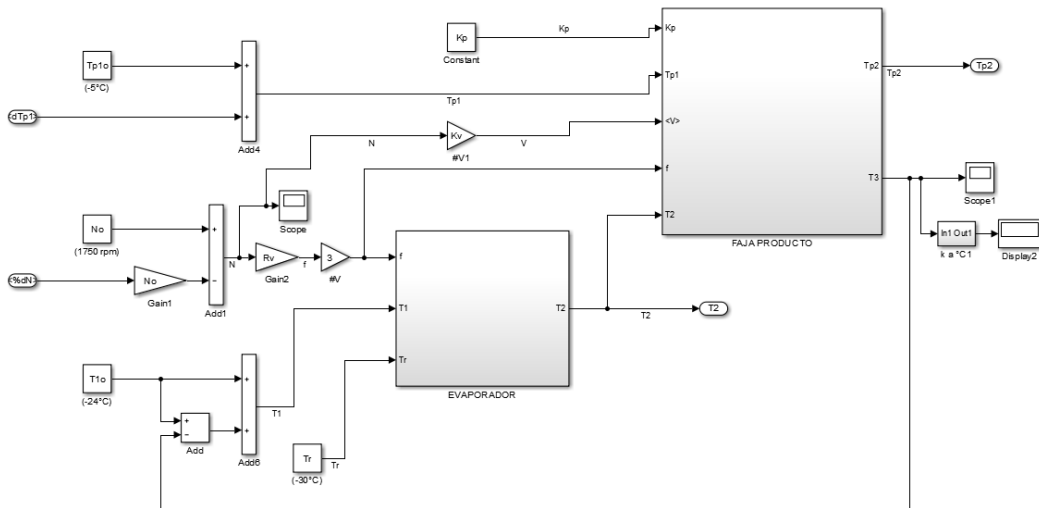 Kp
Kp
Constant
Kp
Tp1o
+
(-5°C)
<dTp1>
+
Add4
Tp1
Tp1
Tp2
Tp2
Tp2
N
Kv
#V1
V
<V>
f
T3
Scope1
T2
FAJA PRODUCTO
In1 Out1
k a °C1
Display2
No
+
(1750 rpm)
Scope
<%dN>
No
Gain1
−
Add1
N
Rv
Gain2
f
3
#V
f
T1
T2
T2
T2
Tr
EVAPORADOR
T1o
+
(-24°C)
+
−
Add
+
Add6
T1
Tr
(-30°C)
Tr